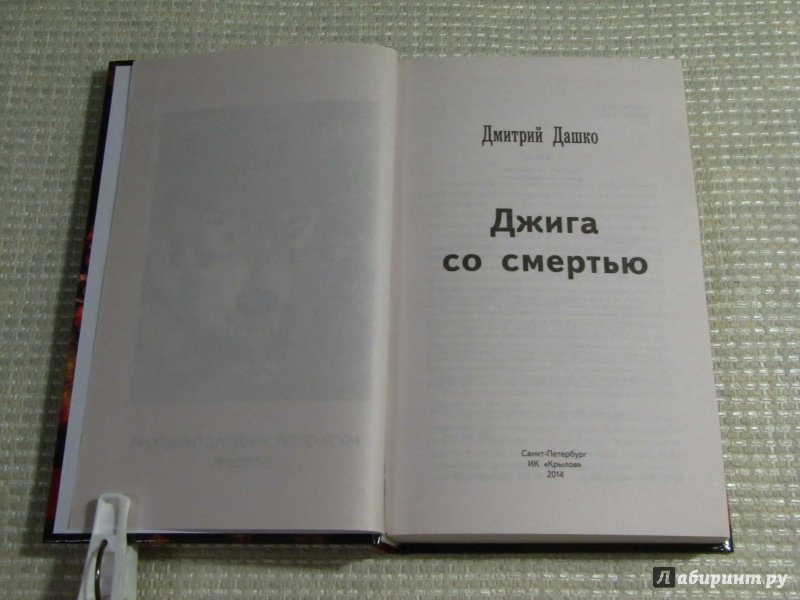 Дмитрий Дашко
Джига
со смертью
Санкт-Петербург
ИК «Крылов»
2014
Лабиринт.ру